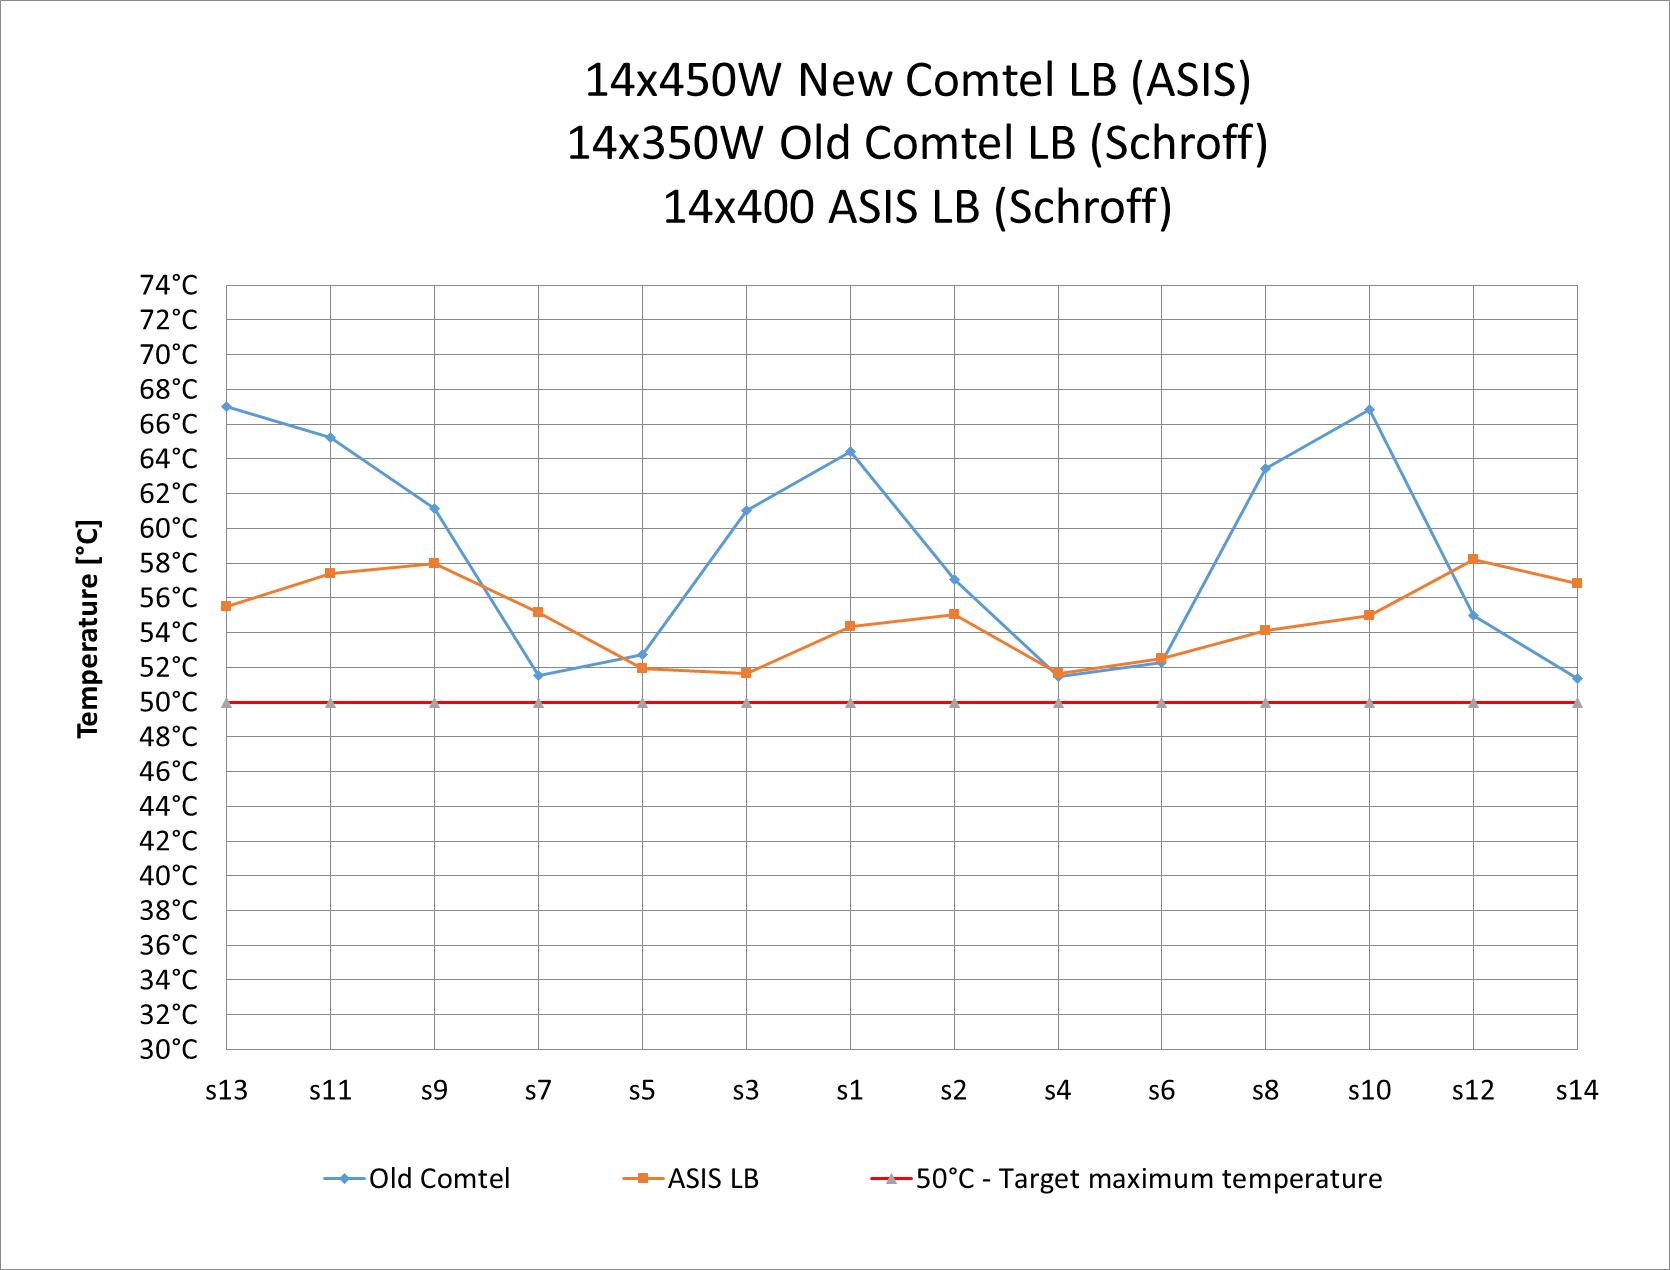 14x450W New Comtel LB (ASIS)
14x350W Old Comtel LB (Schroff)
14x400 ASIS LB (Schroff)
Temperature [°C]
74°C
72°C
70°C
68°C
66°C
64°C
62°C
60°C
58°C
56°C
54°C
52°C
50°C
48°C
46°C
44°C
42°C
40°C
38°C
36°C
34°C
32°C
30°C
s13 s11 s9 s7 s5 s3 s1 s2 s4 s6 s8 s10 s12 s14
Old Comtel ASIS LB 50°C - Target maximum temperature